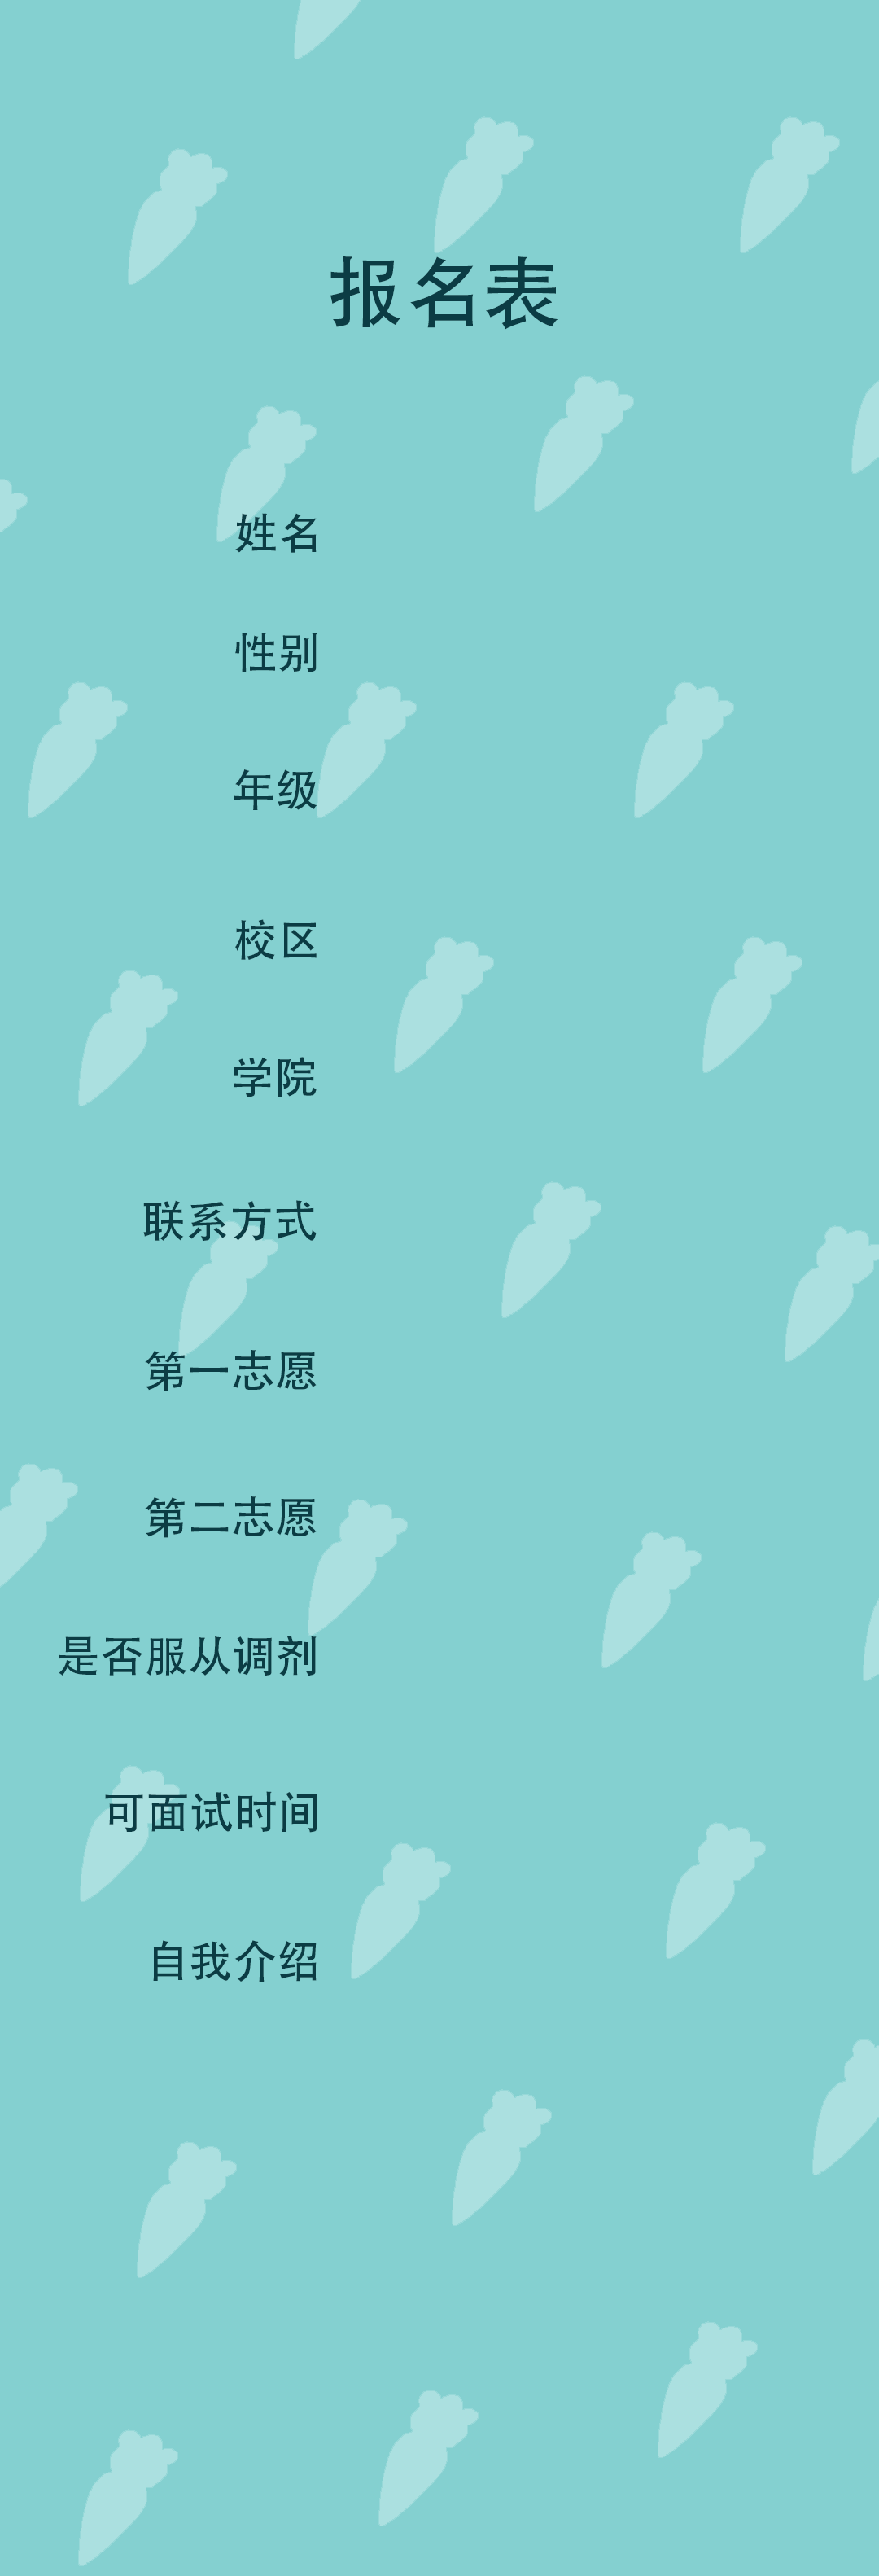 报名表
姓名
性别
年级
校区
学院
联系方式
第一志愿
第二志愿
是否服从调剂
可面试时间
自我介绍